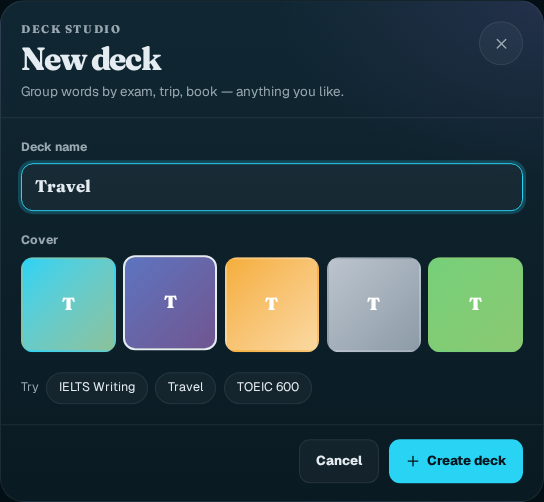 DECK STUDIO
New deck
Group words by exam, trip, book — anything you like.
Deck name
Travel
Cover
T T T T T
Try IELTS Writing Travel TOEIC 600
Cancel + Create deck